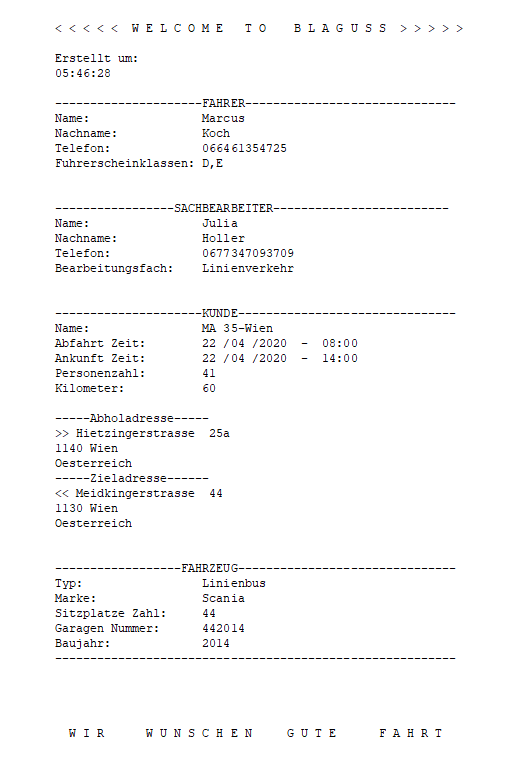 < < < < < W E L C O M E T O B L A G U S S > > > > >
Erstellt um:
05:46:28
---------------------FAHRER------------------------------
Name: Marcus
Nachname: Koch
Telefon: 066461354725
Fuhrerscheinklassen: D,E
-----------------SACHBEARBEITER-------------------------
Name: Julia
Nachname: Holler
Telefon: 0677347093709
Bearbeitungsfach: Linienverkehr
---------------------KUNDE-------------------------------
Name: MA 35-Wien
Abfahrt Zeit: 22 /04 /2020 - 08:00
Ankunft Zeit: 22 /04 /2020 - 14:00
Personenzahl: 41
Kilometer: 60
-----Abholadresse-----
>> Hietzingerstrasse 25a
1140 Wien
Oesterreich
-----Zieladresse------
<< Meidkingerstrasse 44
1130 Wien
Oesterreich
------------------FAHRZEUG-------------------------------
Typ: Linienbus
Marke: Scania
Sitzplatze Zahl: 44
Garagen Nummer: 442014
Baujahr: 2014
---------------------------------------------------------
W I R W U N S C H E N G U T E F A H R T